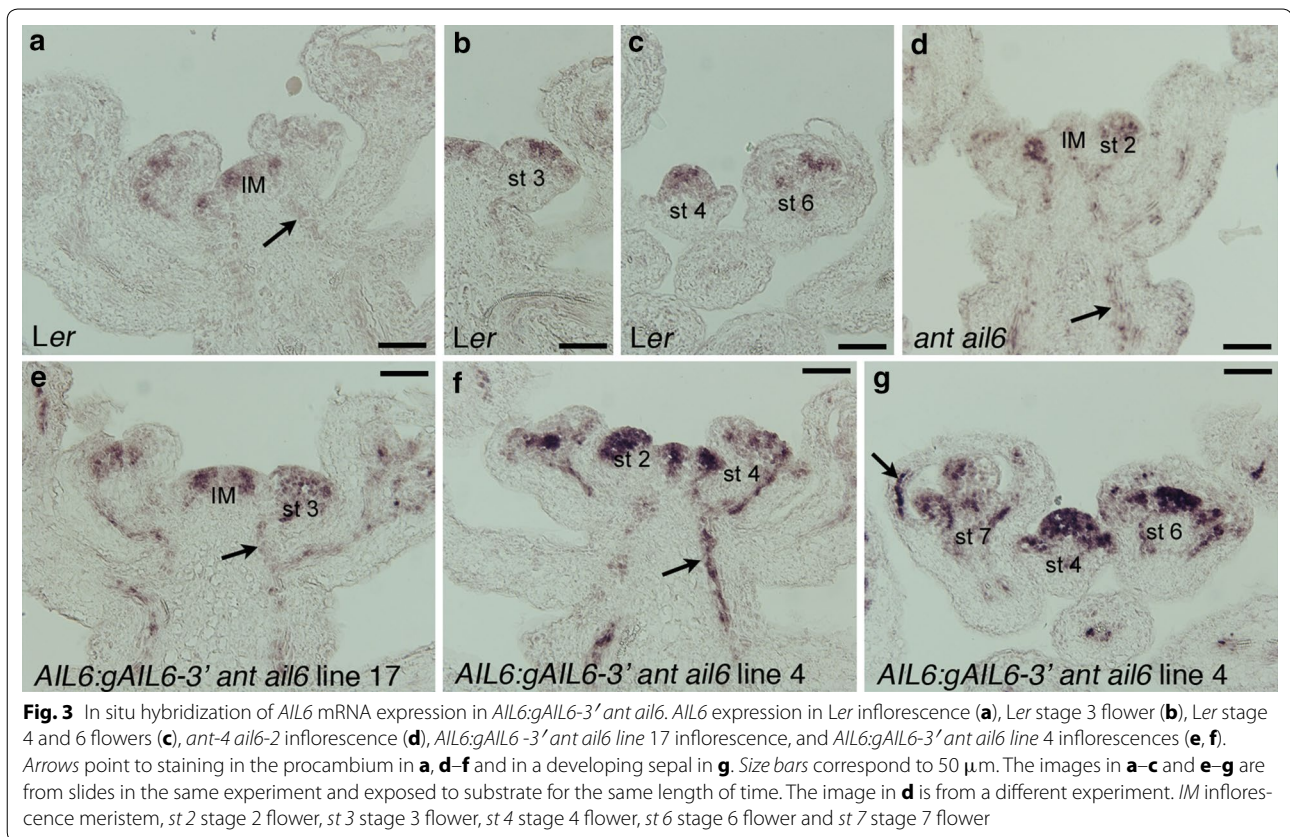 a
b
c
d
IM
st 3
st 4
st 6
IM
st 2
Ler
Ler
Ler
ant ail6
e
f
g
IM
st 3
st 2
st 4
st 7
st 4
st 6
AIL6:gAIL6-3’ ant ail6 line 17
AIL6:gAIL6-3’ ant ail6 line 4
AIL6:gAIL6-3’ ant ail6 line 4
Fig. 3 In situ hybridization of AIL6 mRNA expression in AIL6:gAIL6-3′ ant ail6. AIL6 expression in Ler inflorescence (a), Ler stage 3 flower (b), Ler stage
4 and 6 flowers (c), ant-4 ail6-2 inflorescence (d), AIL6:gAIL6 -3′ ant ail6 line 17 inflorescence, and AIL6:gAIL6-3′ ant ail6 line 4 inflorescences (e, f).
Arrows point to staining in the procambium in a, d–f and in a developing sepal in g. Size bars correspond to 50 μm. The images in a–c and e–g are
from slides in the same experiment and exposed to substrate for the same length of time. The image in d is from a different experiment. IM inflores-
cence meristem, st 2 stage 2 flower, st 3 stage 3 flower, st 4 stage 4 flower, st 6 stage 6 flower and st 7 stage 7 flower